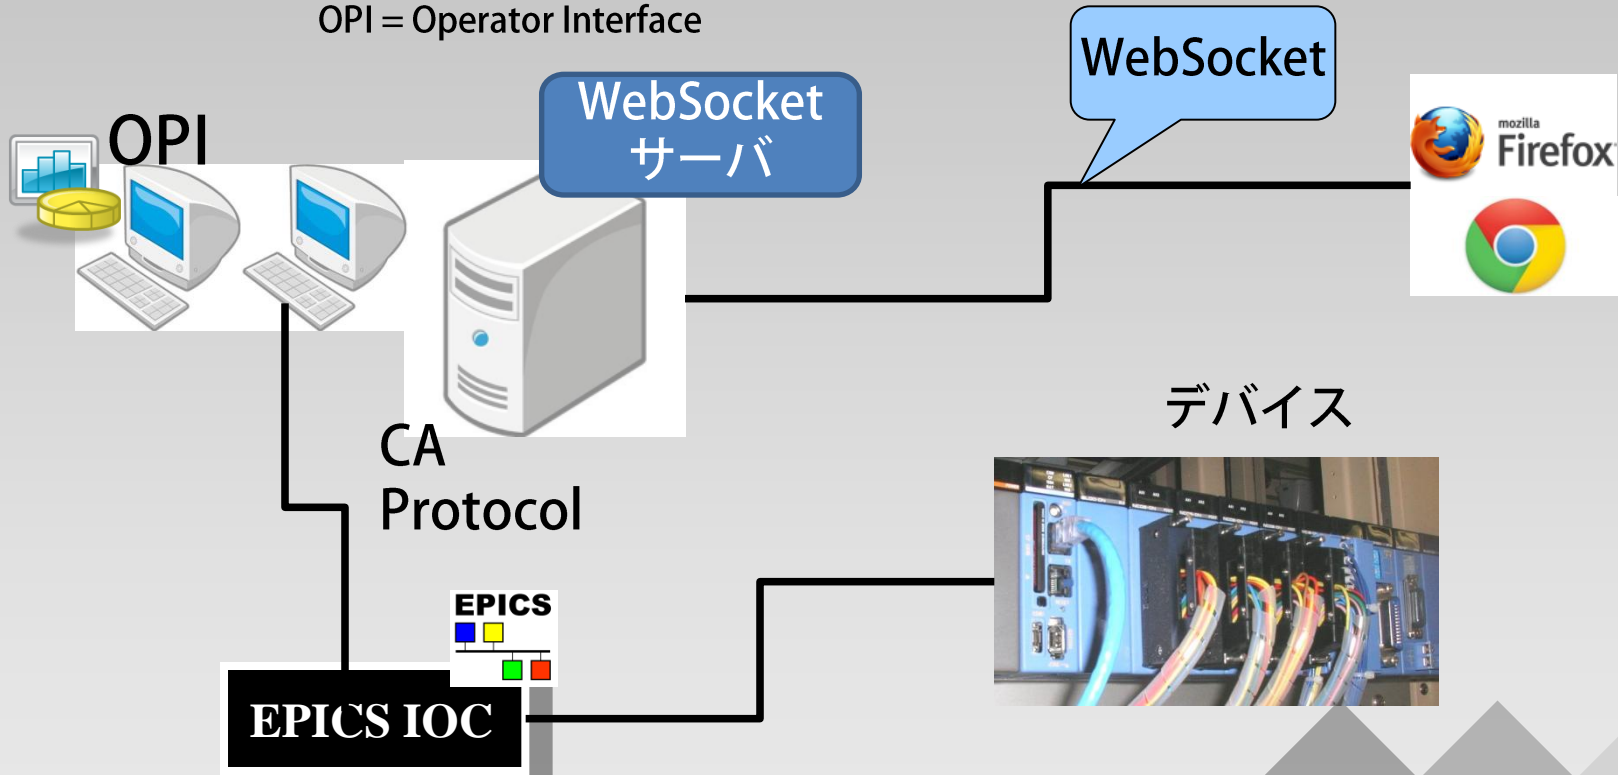 OPI = Operator Interface
WebSocket
WebSocket
サーバ
OPI
mozilla
Firefox
デバイス
CA
Protocol
EPICS
EPICS IOC